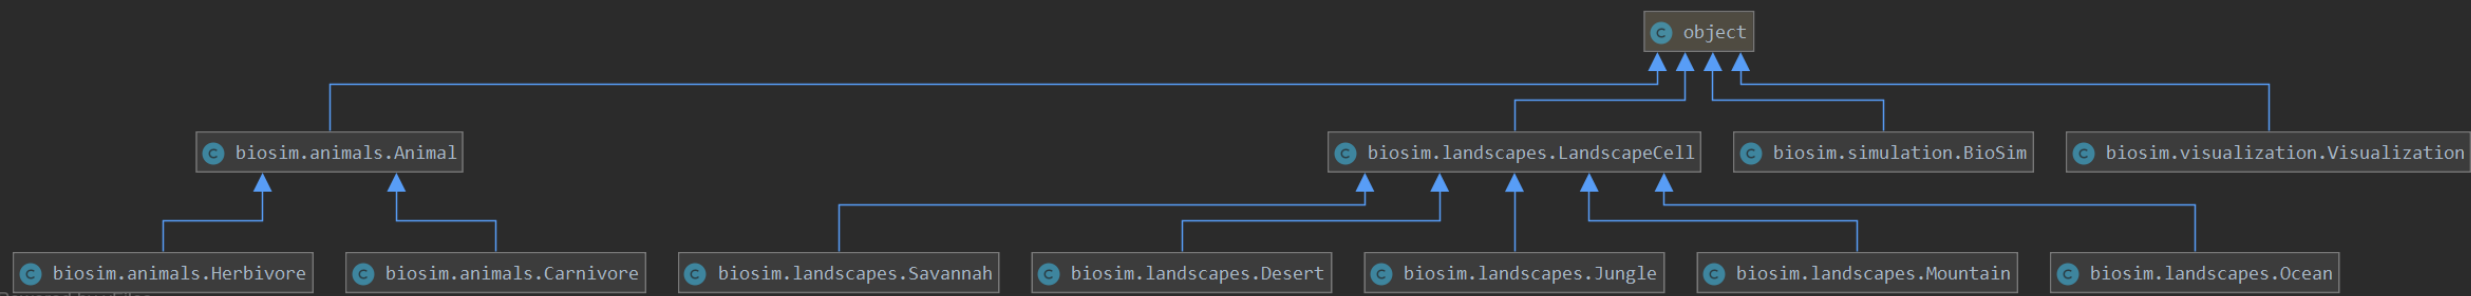 C object
C biosim.animals.Animal
C biosim.landscapes.LandscapeCell
C biosim.simulation.BioSim
C biosim.visualization.Visualization
C biosim.animals.Herbivore
C biosim.animals.Carnivore
C biosim.landscapes.Savannah
C biosim.landscapes.Desert
C biosim.landscapes.Jungle
C biosim.landscapes.Mountain
C biosim.landscapes.Ocean